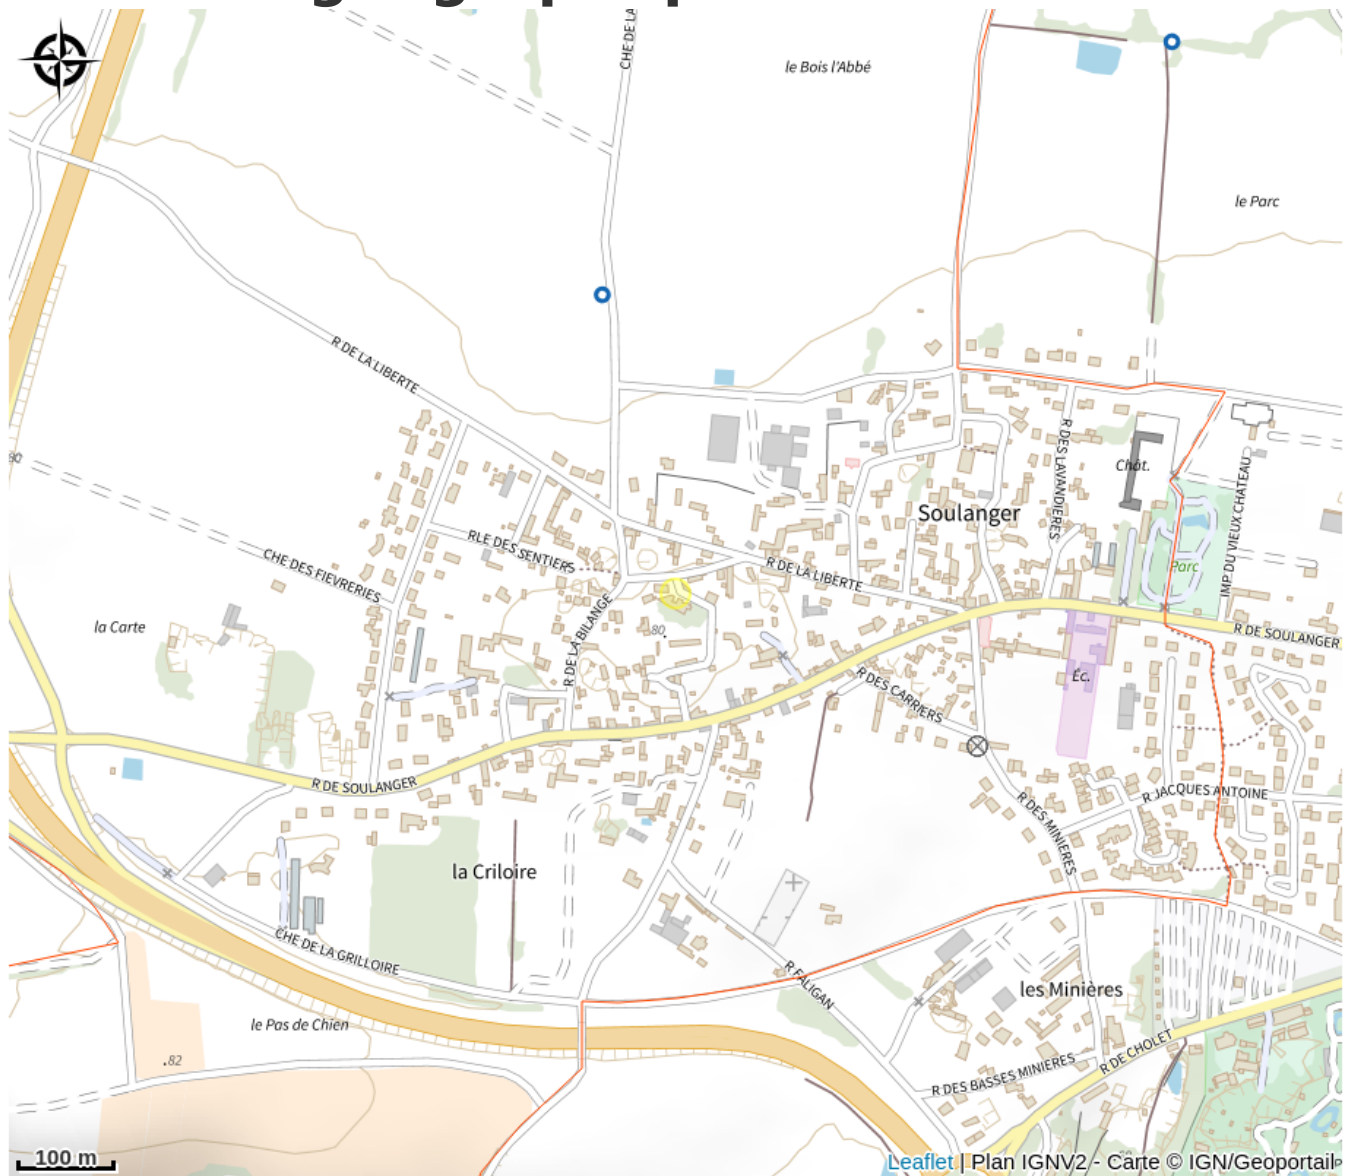 CHE DE LA
le Bois l'Abbé
le Parc
R DE LA LIBERTE
R DES LAVANDIERES
Chât.
IMP DU VIEUX CHATEAU
Soulanger
RLE DES SENTIERS
CHE DES FIEVRERIES
R DE LA LIBERTE
Parc
la Carte
R DE LA BILANGE
80
R DE SOULANGER
Éc.
R DES CARRIERS
R DE SOULANGER
R JACQUES ANTOINE
R DES MINIERES
la Criloire
CHE DE LA GRILLOIRE
R FALIGAN
les Minières
le Pas de Chien
82
R DE CHOLET
R DES BASSES MINIERES
100 m
Leaflet | Plan IGNV2 - Carte © IGN/Geoportail